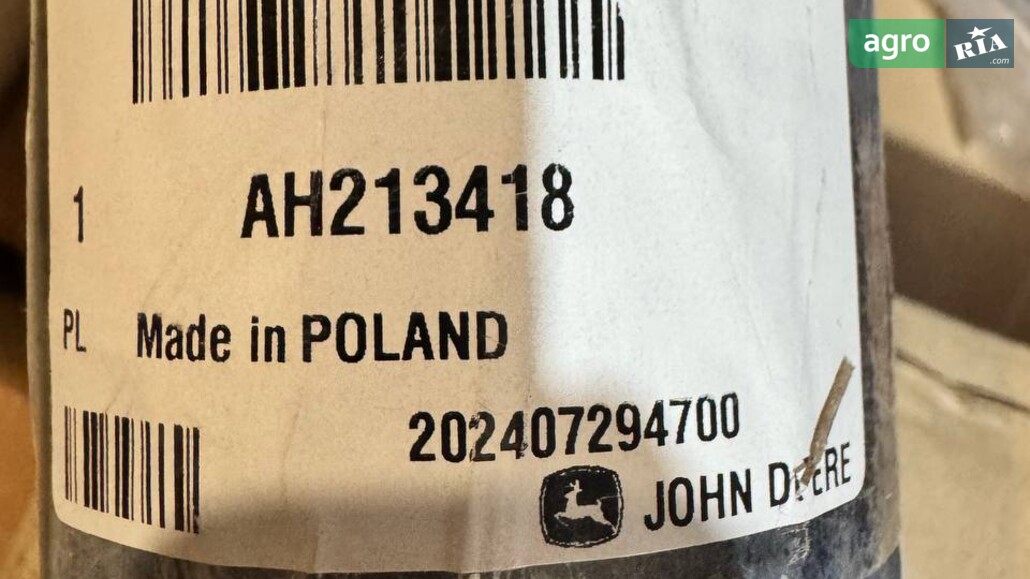 agro RIA
.com
1 AH213418
PL Made in POLAND
202407294700
JOHN DEERE